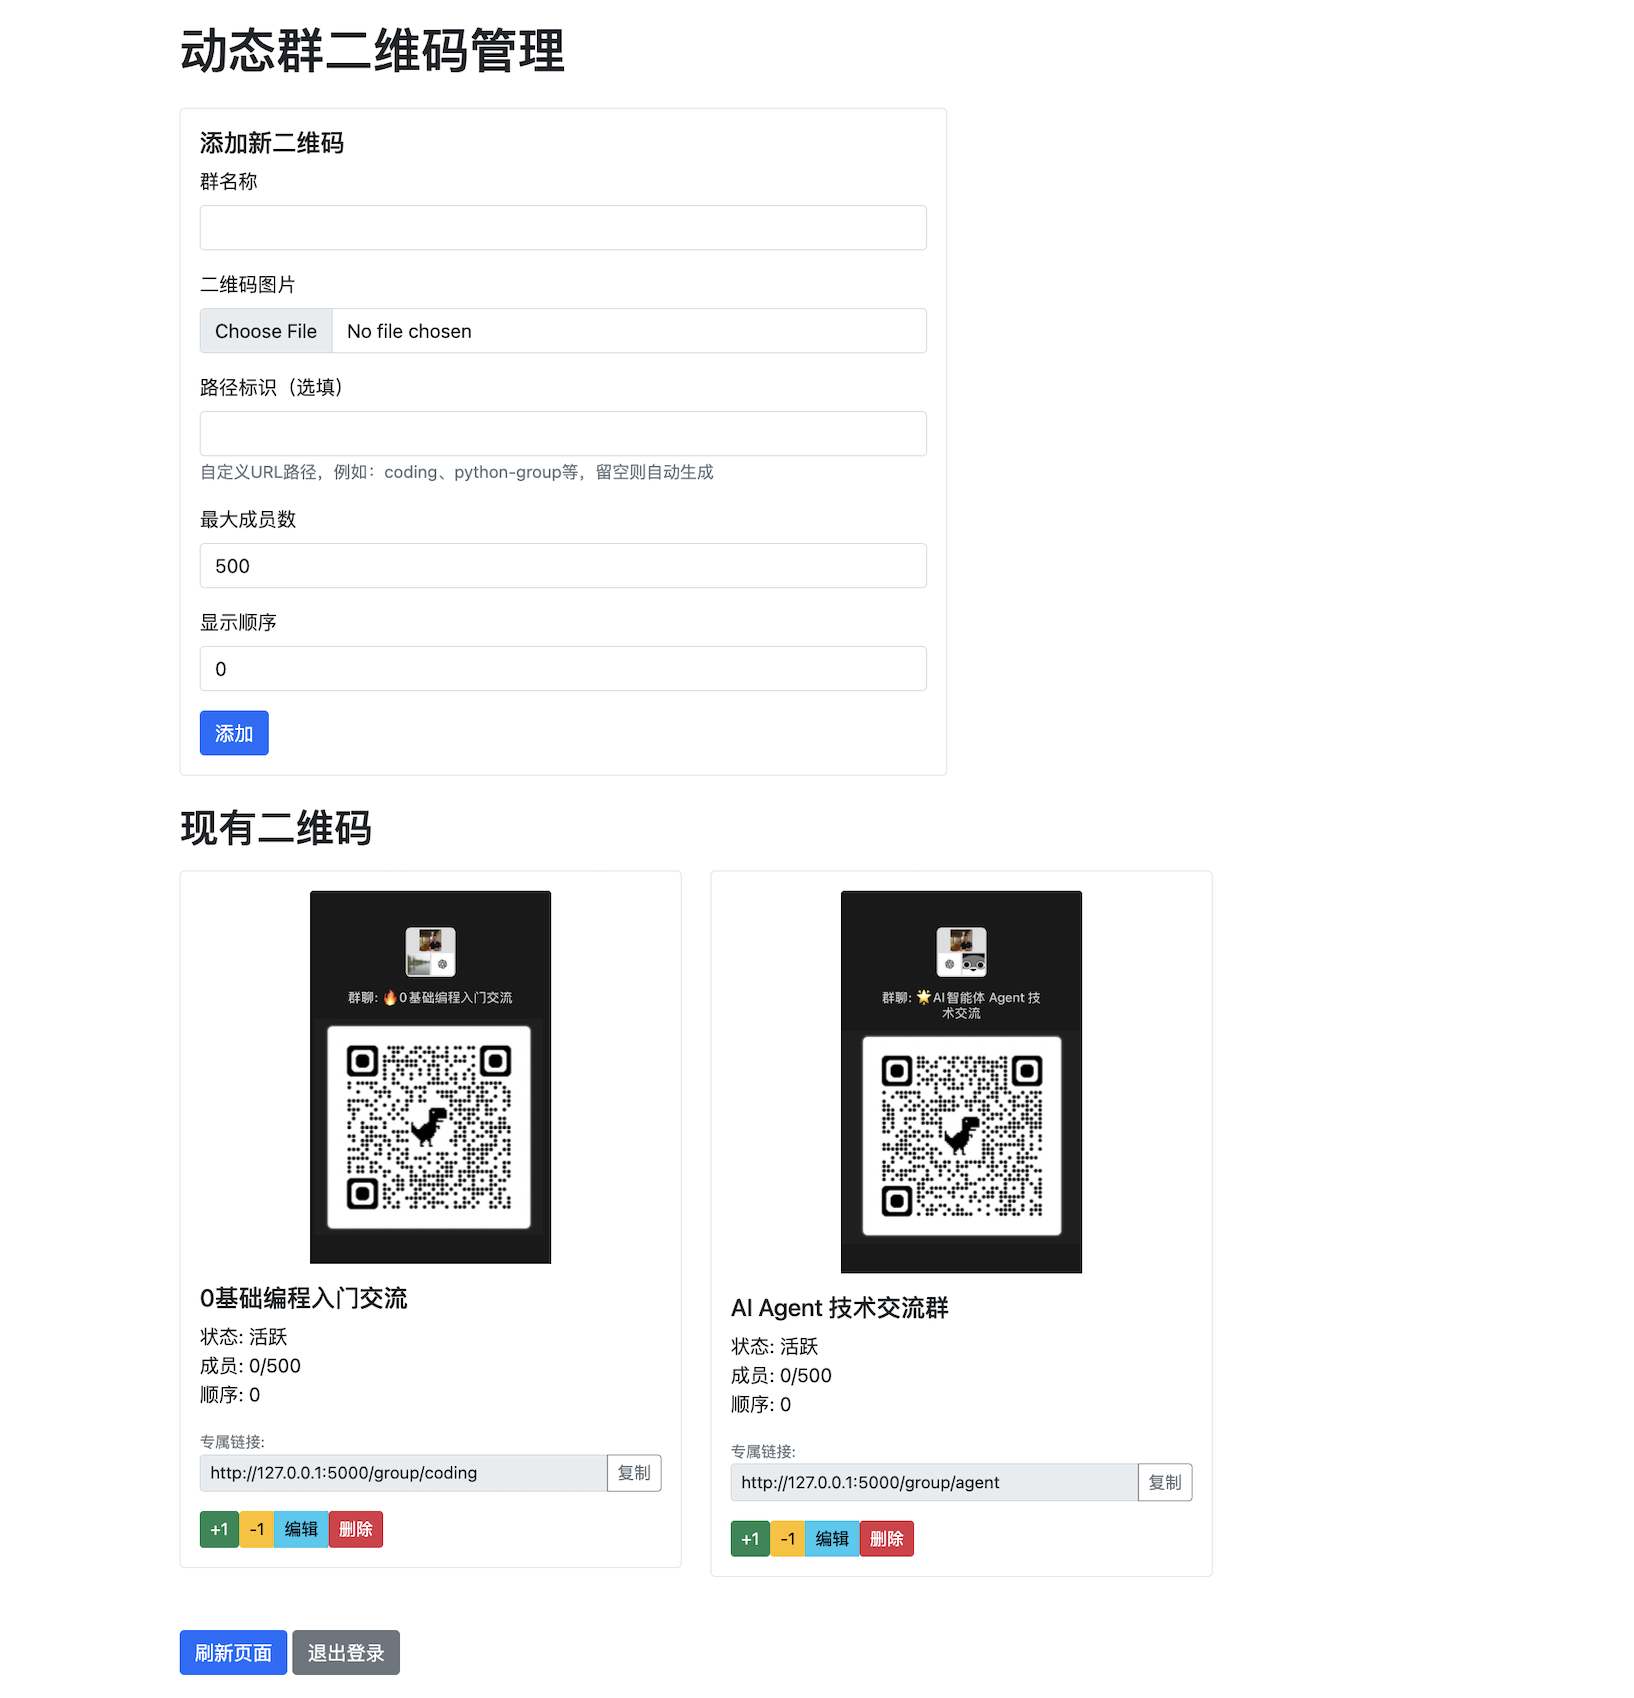 动态群二维码管理
添加新二维码
群名称
二维码图片
Choose File No file chosen
路径标识（选填）
自定义URL路径，例如：coding、python-group等，留空则自动生成
最大成员数
500
显示顺序
0
添加
现有二维码
群聊: 🔥0基础编程入门交流
0基础编程入门交流
状态: 活跃
成员: 0/500
顺序: 0
专属链接:
http://127.0.0.1:5000/group/coding 复制
+1 -1 编辑 删除
群聊: 🌟AI智能体 Agent 技
术交流
AI Agent 技术交流群
状态: 活跃
成员: 0/500
顺序: 0
专属链接:
http://127.0.0.1:5000/group/agent 复制
+1 -1 编辑 删除
刷新页面 退出登录